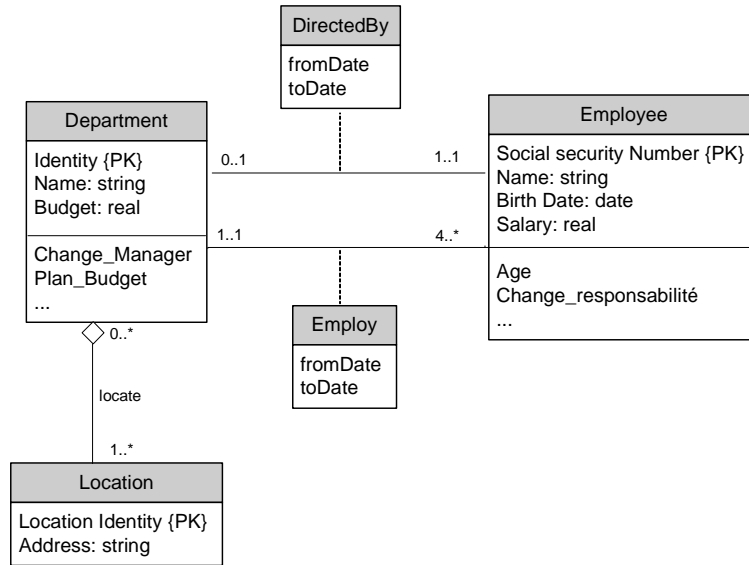 DirectedBy
fromDate
toDate
Department
Identity {PK}
Name: string
Budget: real
Change_Manager
Plan_Budget
...
0..1
1..1
1..1
4..*
Employee
Social security Number {PK}
Name: string
Birth Date: date
Salary: real
Age
Change_responsabilité
...
Employ
fromDate
toDate
0..*
locate
1..*
Location
Location Identity {PK}
Address: string